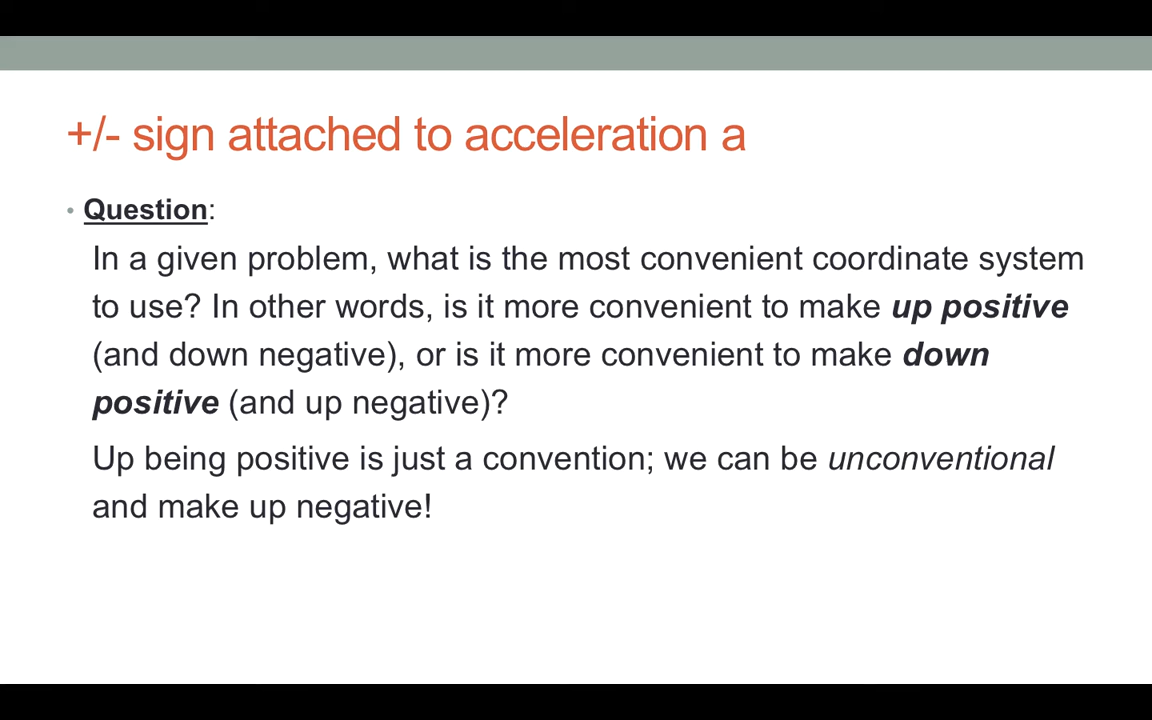 +/- sign attached to acceleration a
• Question:
In a given problem, what is the most convenient coordinate system
to use? In other words, is it more convenient to make up positive
(and down negative), or is it more convenient to make down
positive (and up negative)?
Up being positive is just a convention; we can be unconventional
and make up negative!